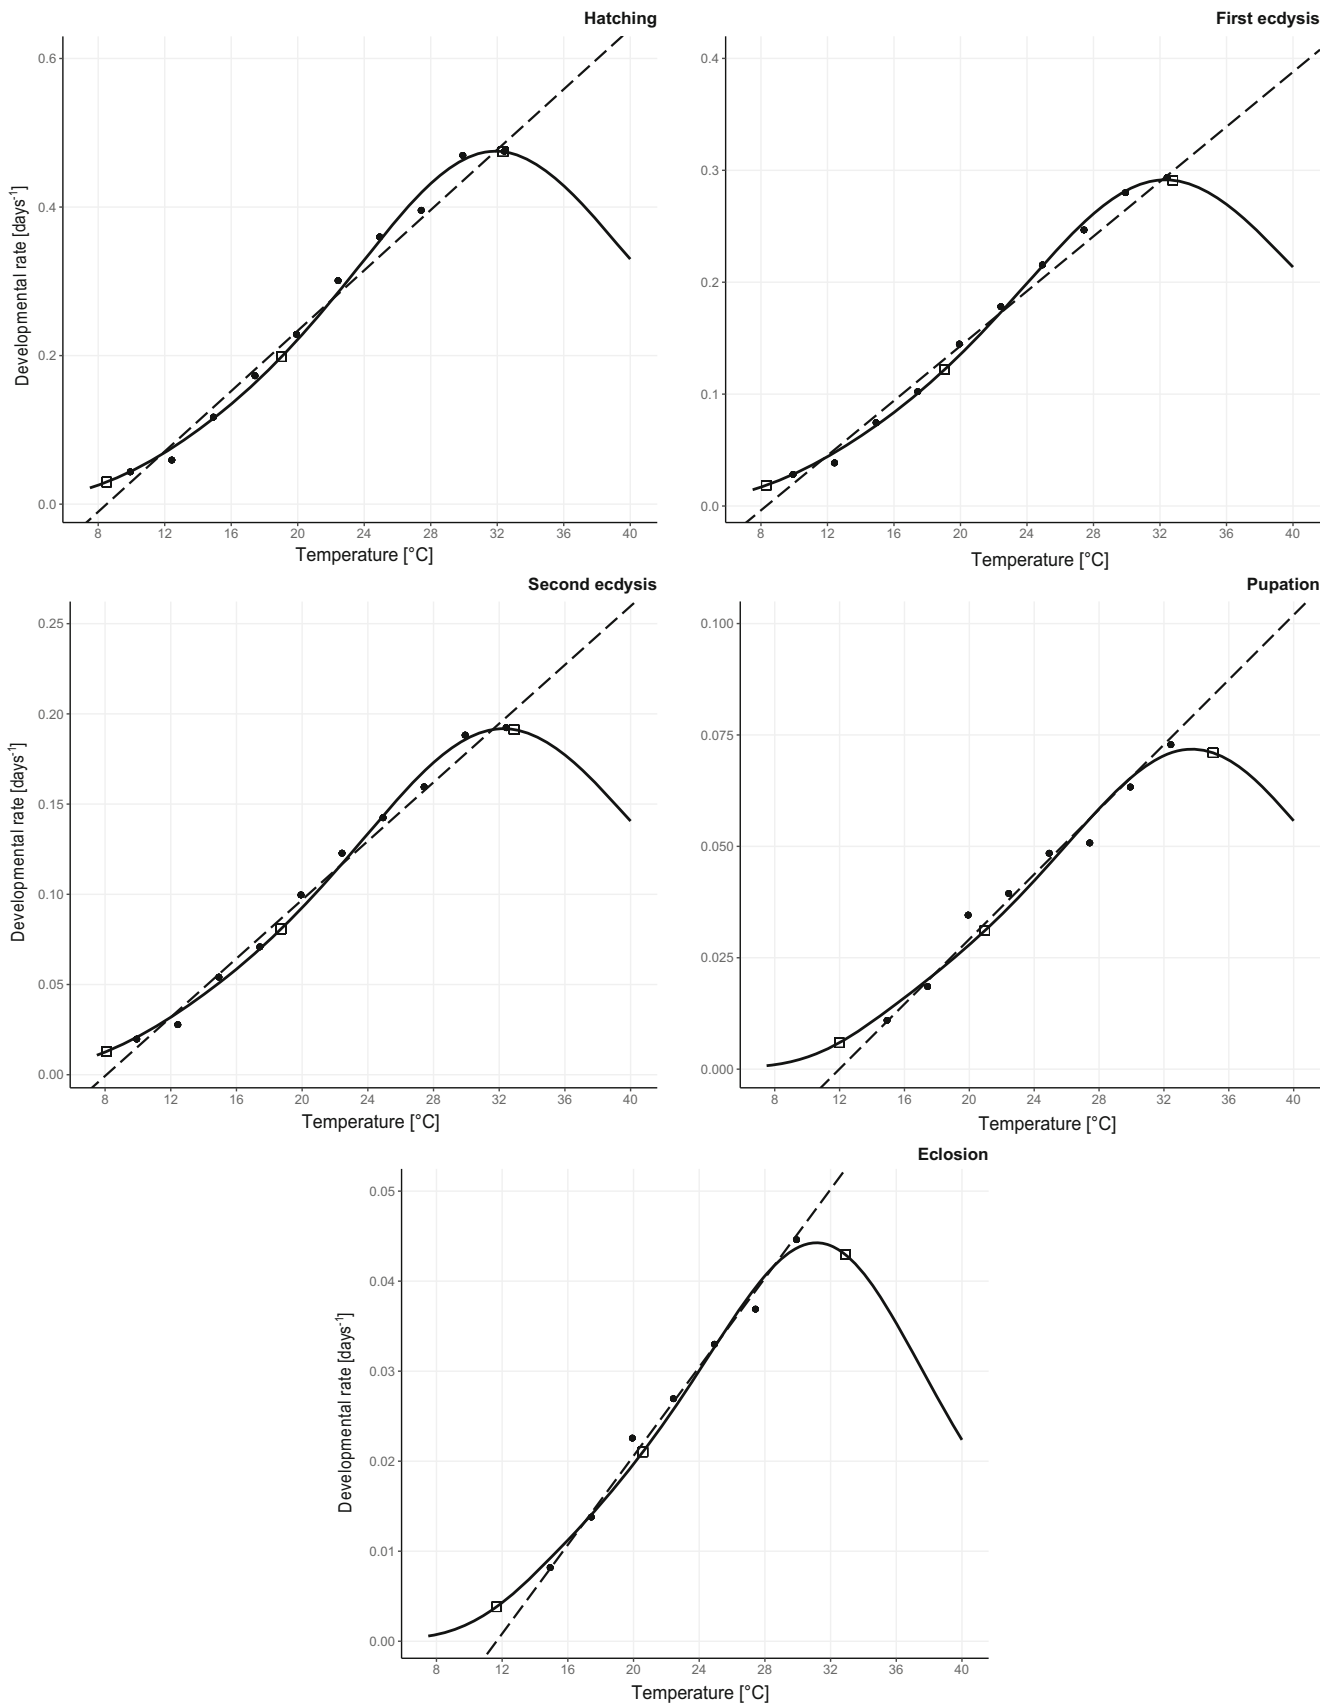 Hatching
Developmental rate [days⁻¹]
0.6
0.4
0.2
0.0
8 12 16 20 24 28 32 36 40
Temperature [°C]
First ecdysis
0.4
0.3
0.2
0.1
0.0
8 12 16 20 24 28 32 36 40
Temperature [°C]
Second ecdysis
Developmental rate [days⁻¹]
0.25
0.20
0.15
0.10
0.05
0.00
8 12 16 20 24 28 32 36 40
Temperature [°C]
Pupation
0.100
0.075
0.050
0.025
0.000
8 12 16 20 24 28 32 36 40
Temperature [°C]
Eclosion
Developmental rate [days⁻¹]
0.05
0.04
0.03
0.02
0.01
0.00
8 12 16 20 24 28 32 36 40
Temperature [°C]